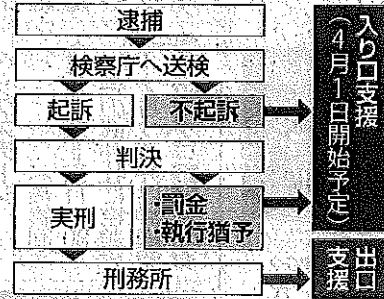 逮捕
検察庁へ送検
起訴
不起訴
判決
実刑
・罰金
・執行猶予
刑務所
入り口支援
(4月1日開始予定)
出口
支援